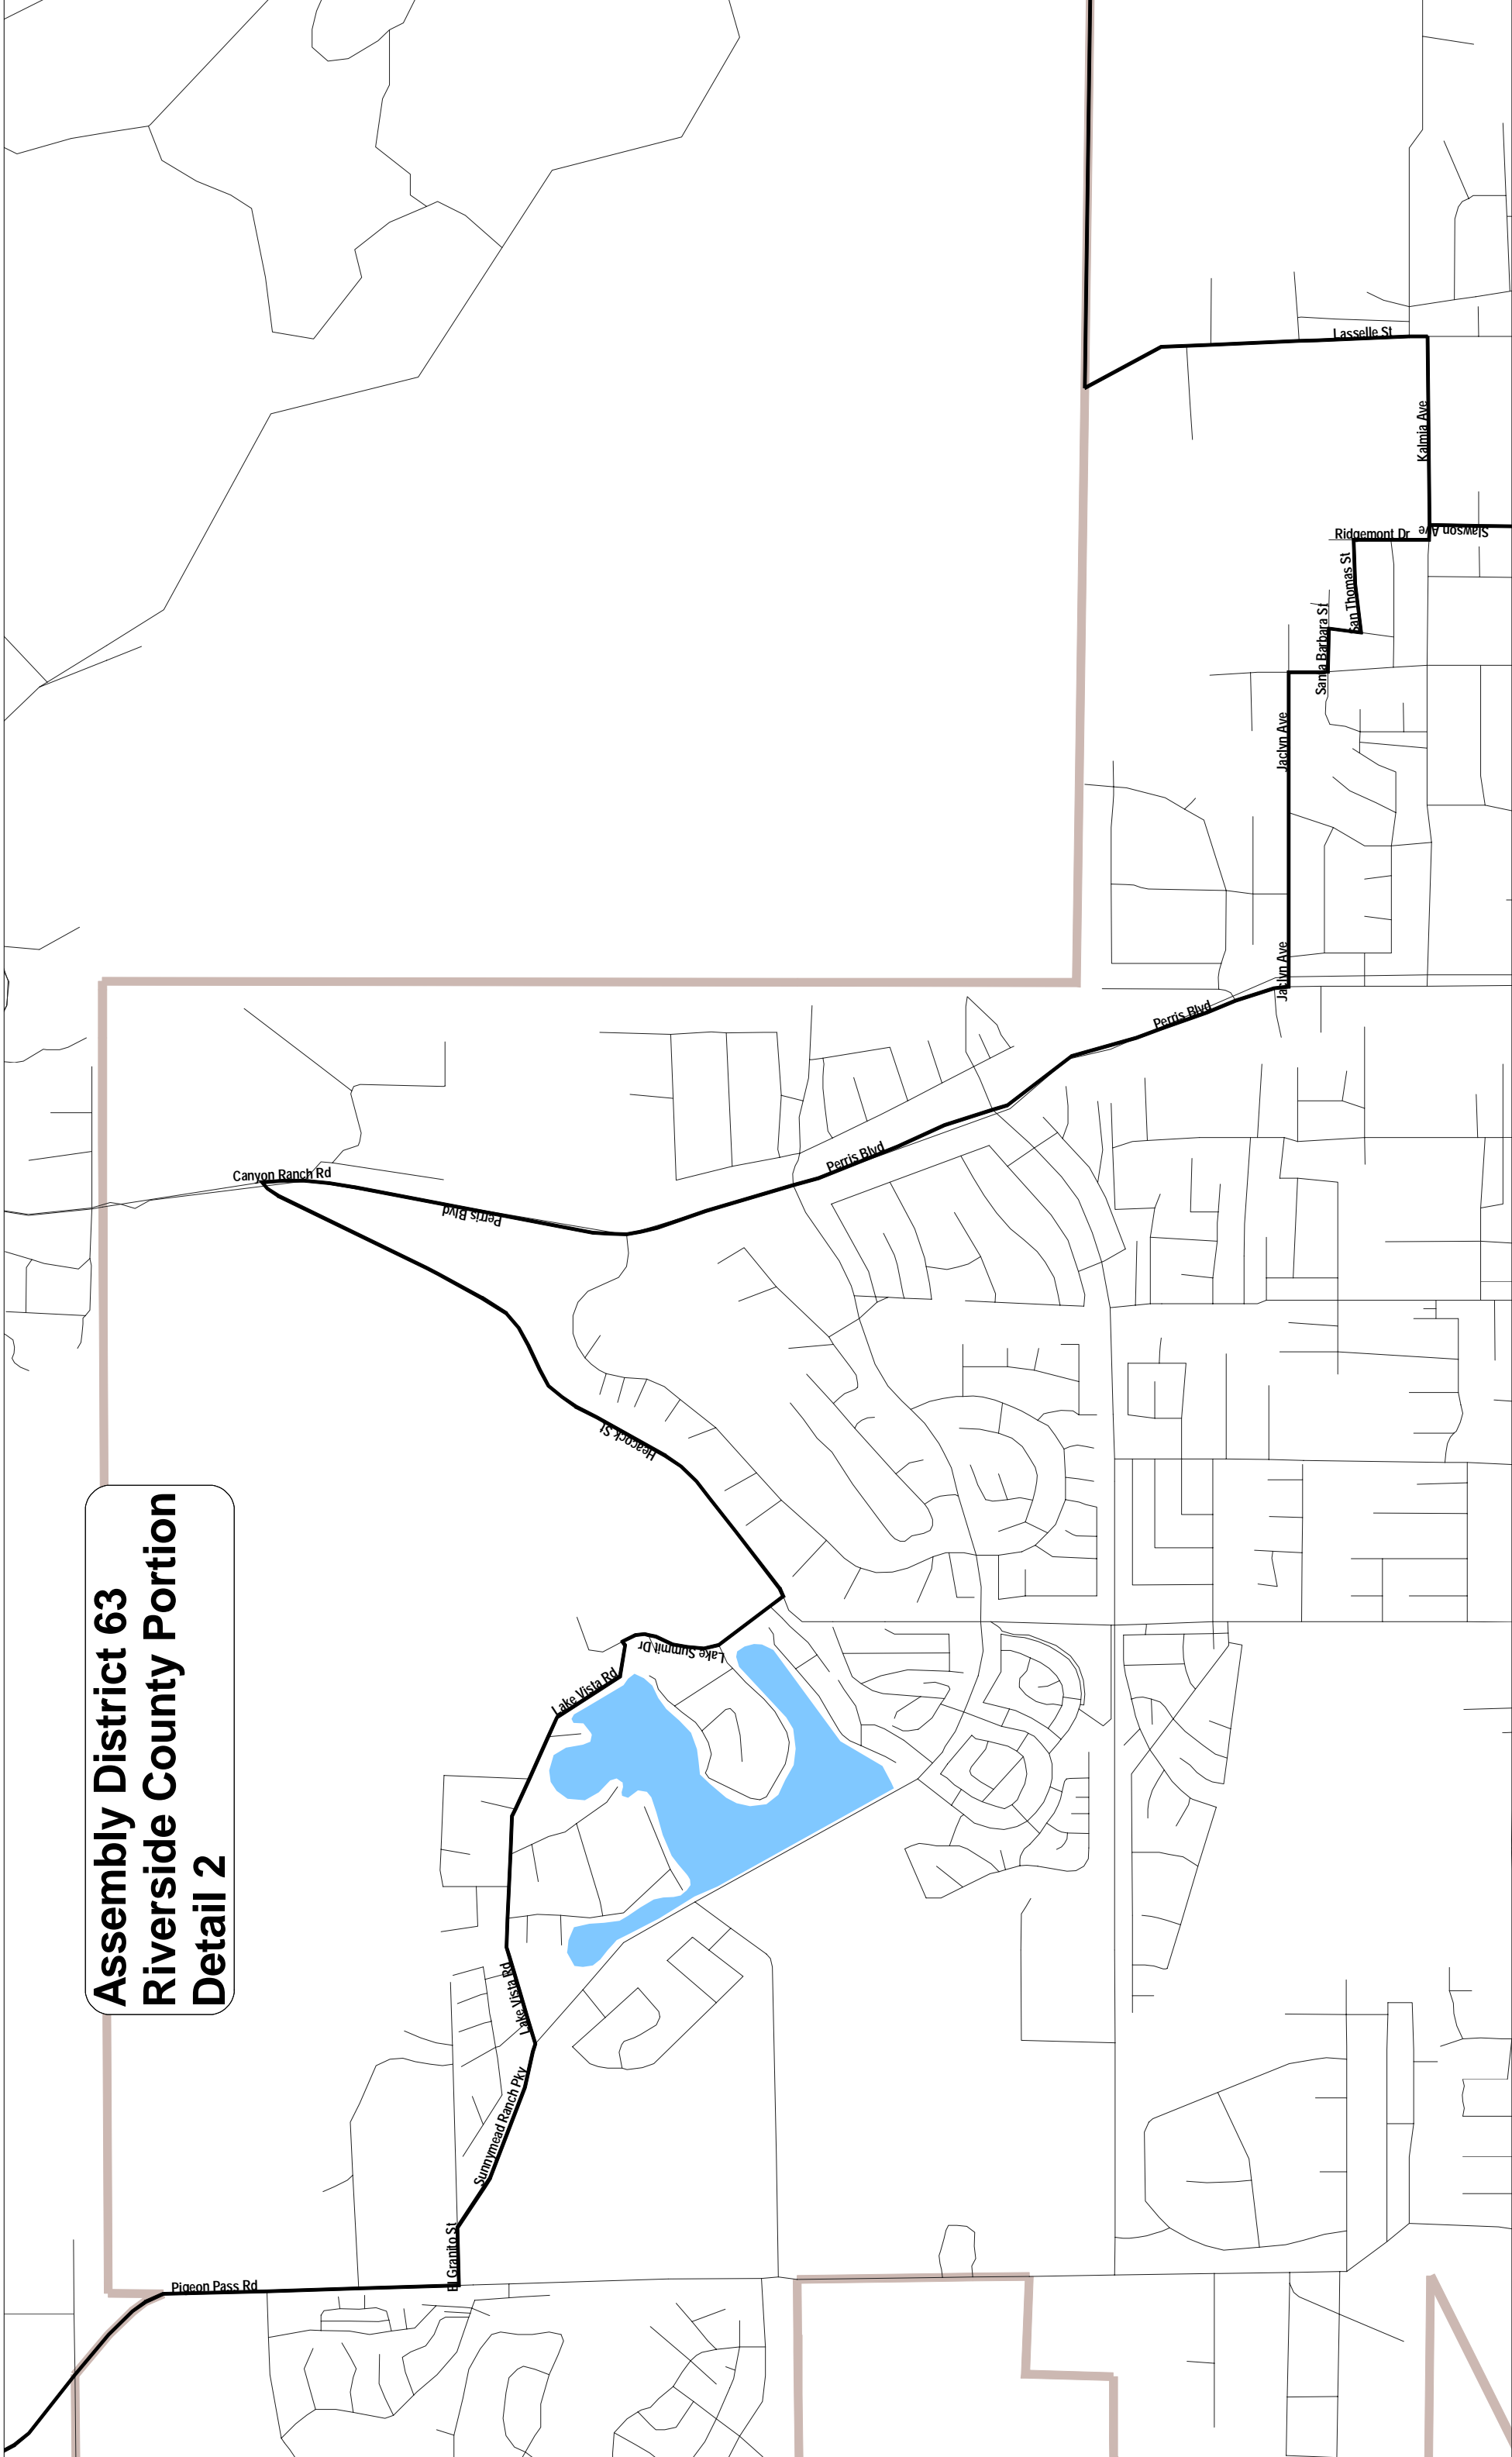 Assembly District 63
Riverside County Portion
Detail 2
Pigeon Pass Rd
El Granito St
Sunnymead Ranch Pky
Lake Vista Rd
Lake Vista Rd
Lake Summit Dr
Heacock St
Canyon Ranch Rd
Perris Blvd
Perris Blvd
Perris Blvd
Jaclyn Ave
Jaclyn Ave
Santa Barbara St
San Thomas St
Ridgemont Dr
Slawson Ave
Kalmia Ave
Lasselle St